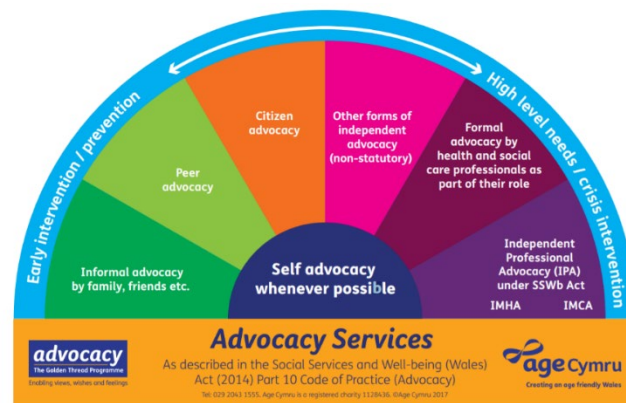 Early intervention / prevention
High level needs / crisis intervention
Informal advocacy
by family, friends etc.
Peer
advocacy
Citizen
advocacy
Other forms of
independent
advocacy
(non-statutory)
Formal
advocacy by
health and social
care professionals as
part of their role
Independent
Professional
Advocacy (IPA)
under SSWb Act
IMHA IMCA
Self advocacy
whenever possible
advocacy
The Golden Thread Programme
Enabling views, wishes and feelings
Advocacy Services
As described in the Social Services and Well-being (Wales)
Act (2014) Part 10 Code of Practice (Advocacy)
Tel: 029 2043 1555. Age Cymru is a registered charity 1128436. ©Age Cymru 2017
age Cymru
Creating an age friendly Wales